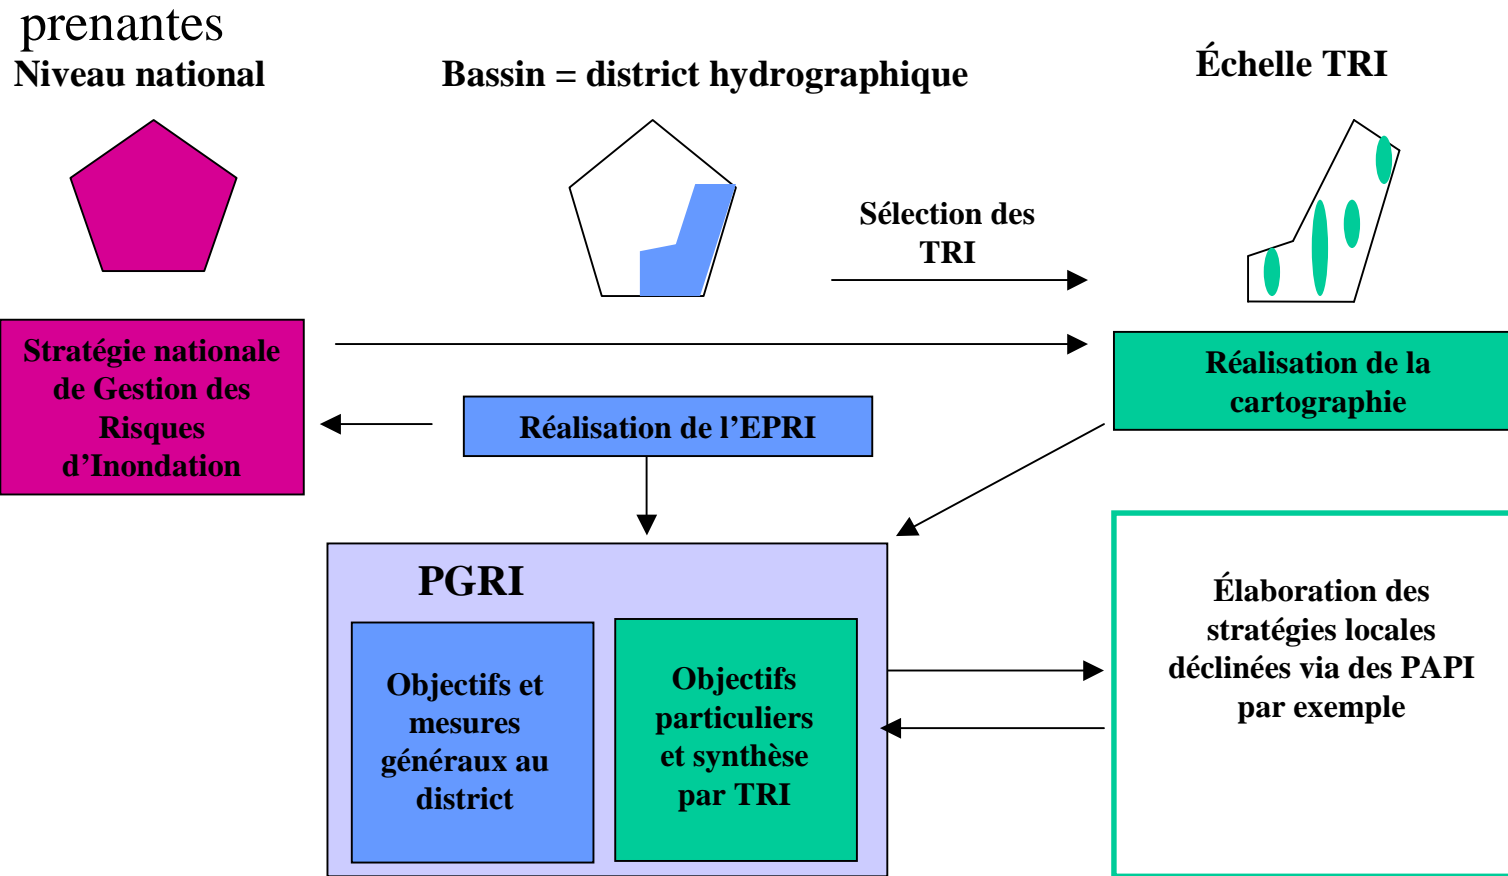 prenantes
Niveau national
Bassin = district hydrographique
Échelle TRI
Sélection des
TRI
Stratégie nationale
de Gestion des
Risques
d’Inondation
Réalisation de l’EPRI
Réalisation de la
cartographie
PGRI
Objectifs et
mesures
généraux au
district
Objectifs
particuliers
et synthèse
par TRI
Élaboration des
stratégies locales
déclinées via des PAPI
par exemple